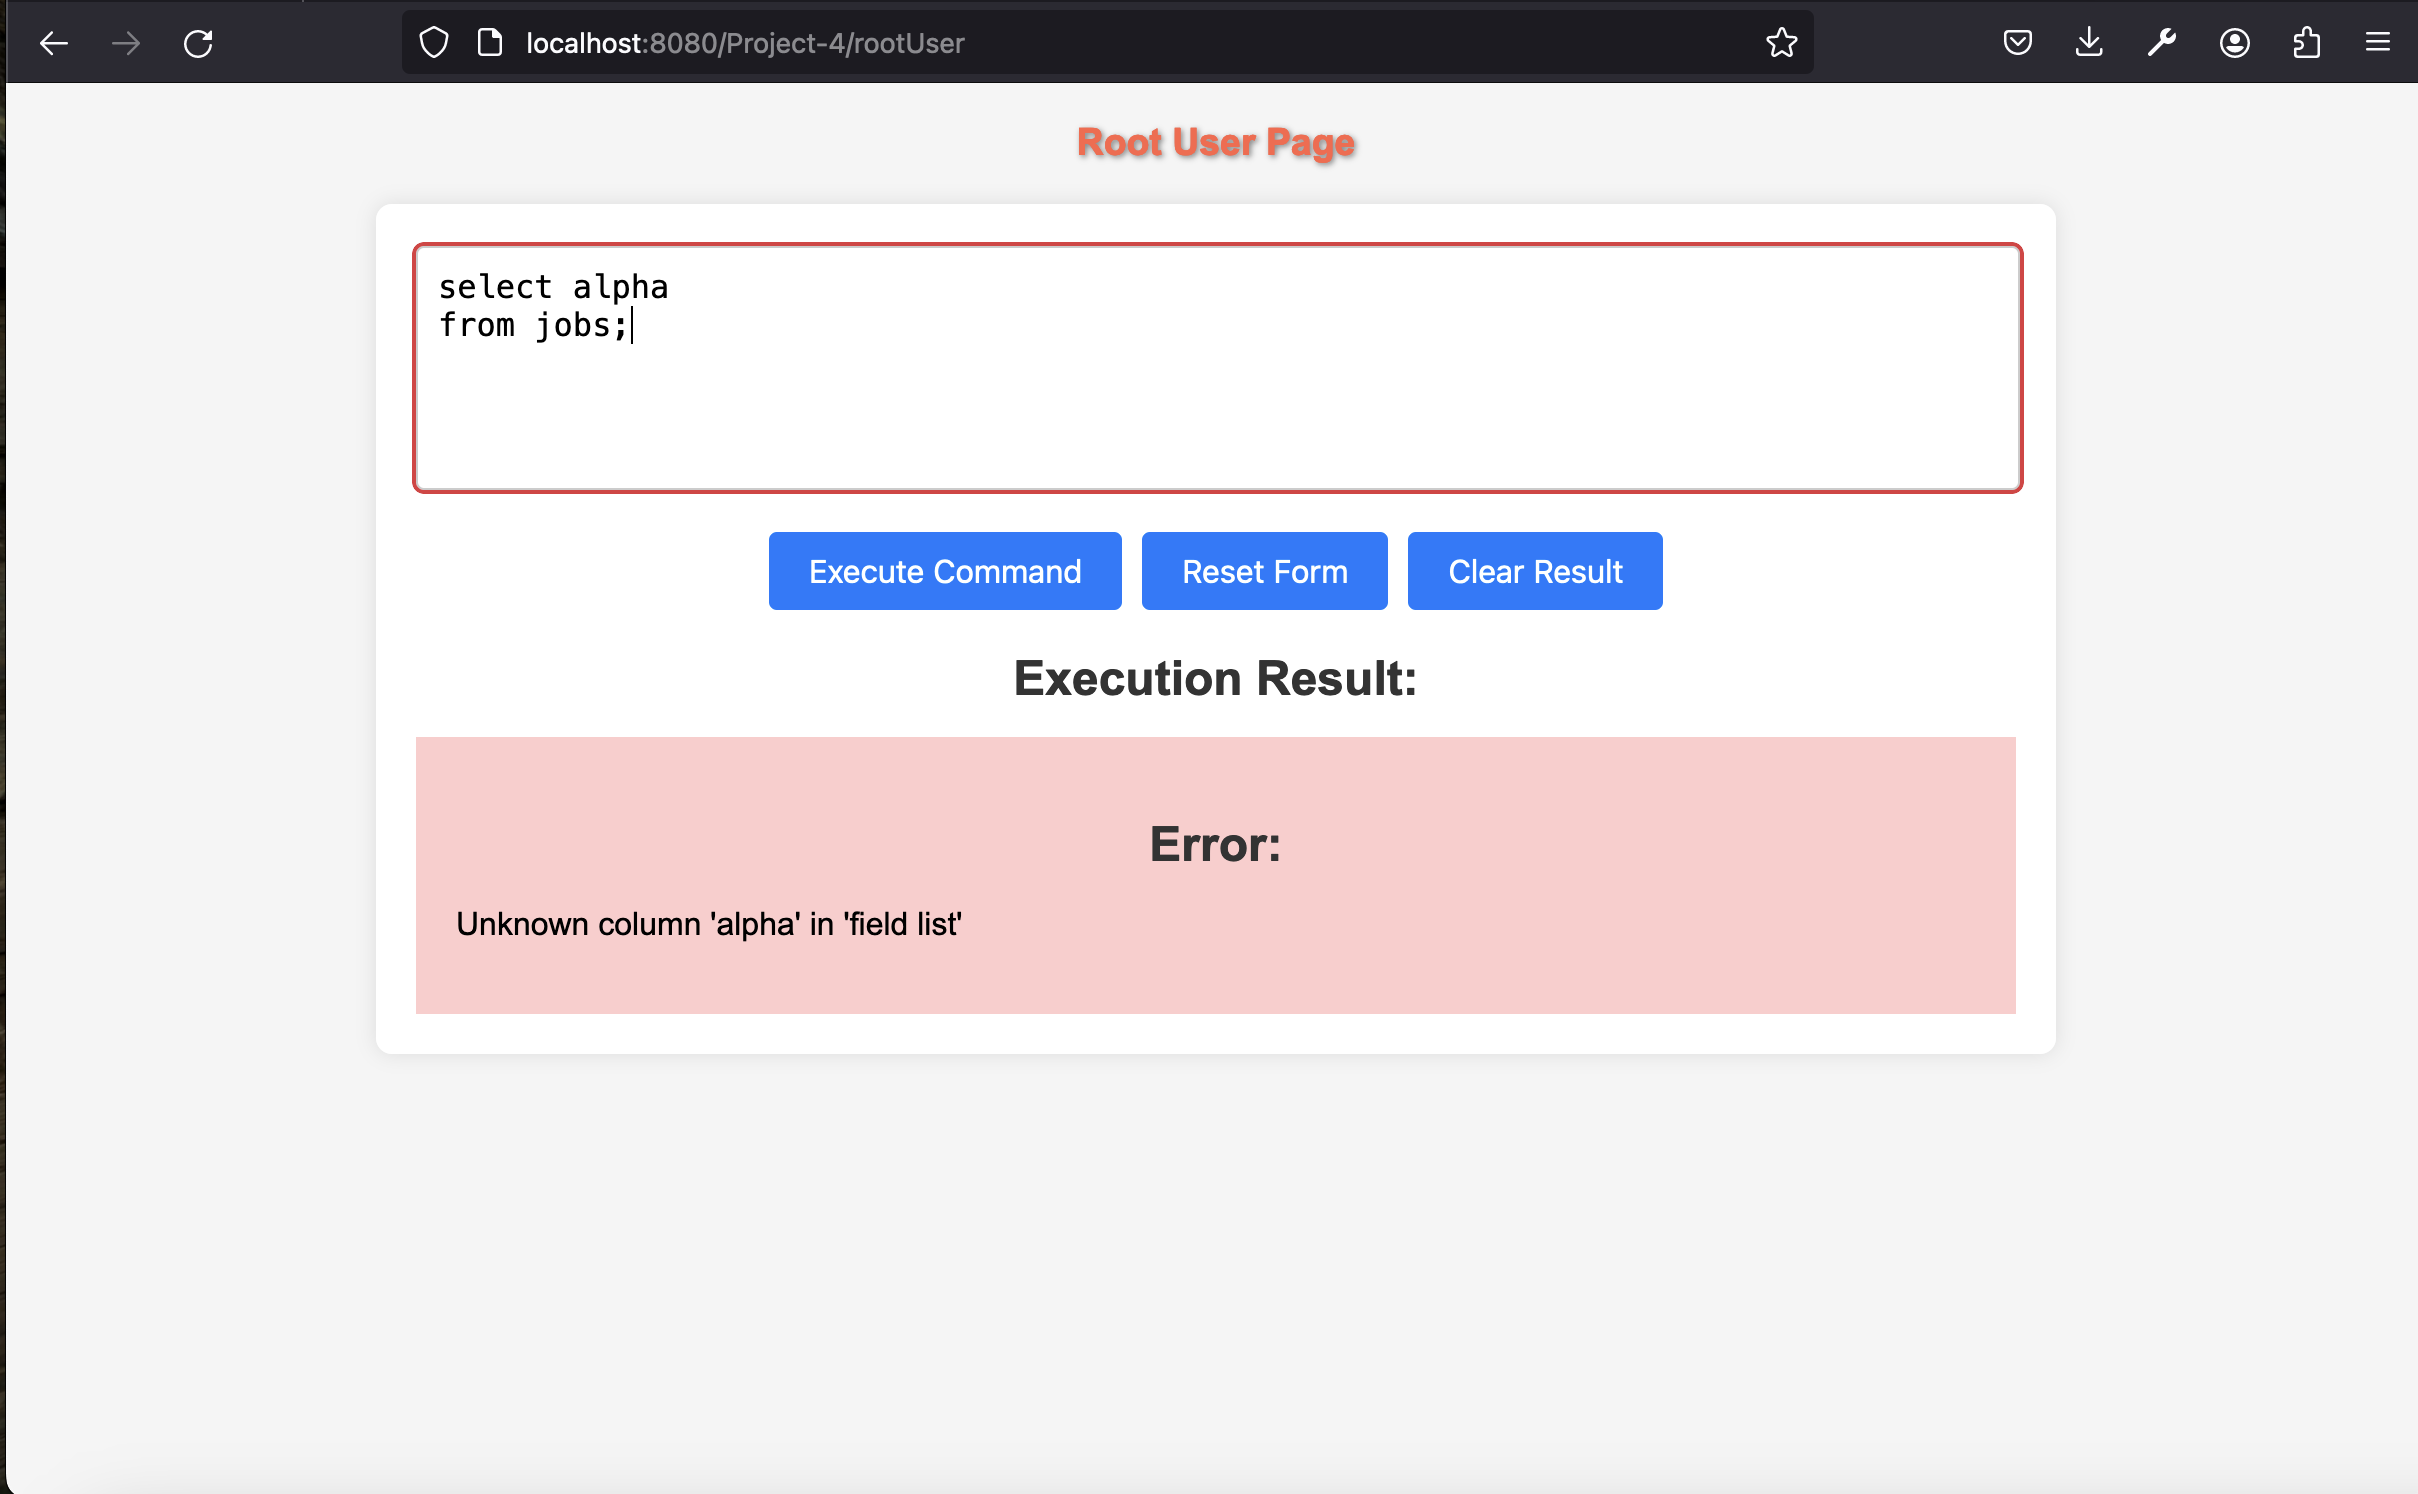 localhost:8080/Project-4/rootUser
Root User Page
select alpha
from jobs;
Execute Command
Reset Form
Clear Result
Execution Result:
Error:
Unknown column 'alpha' in 'field list'